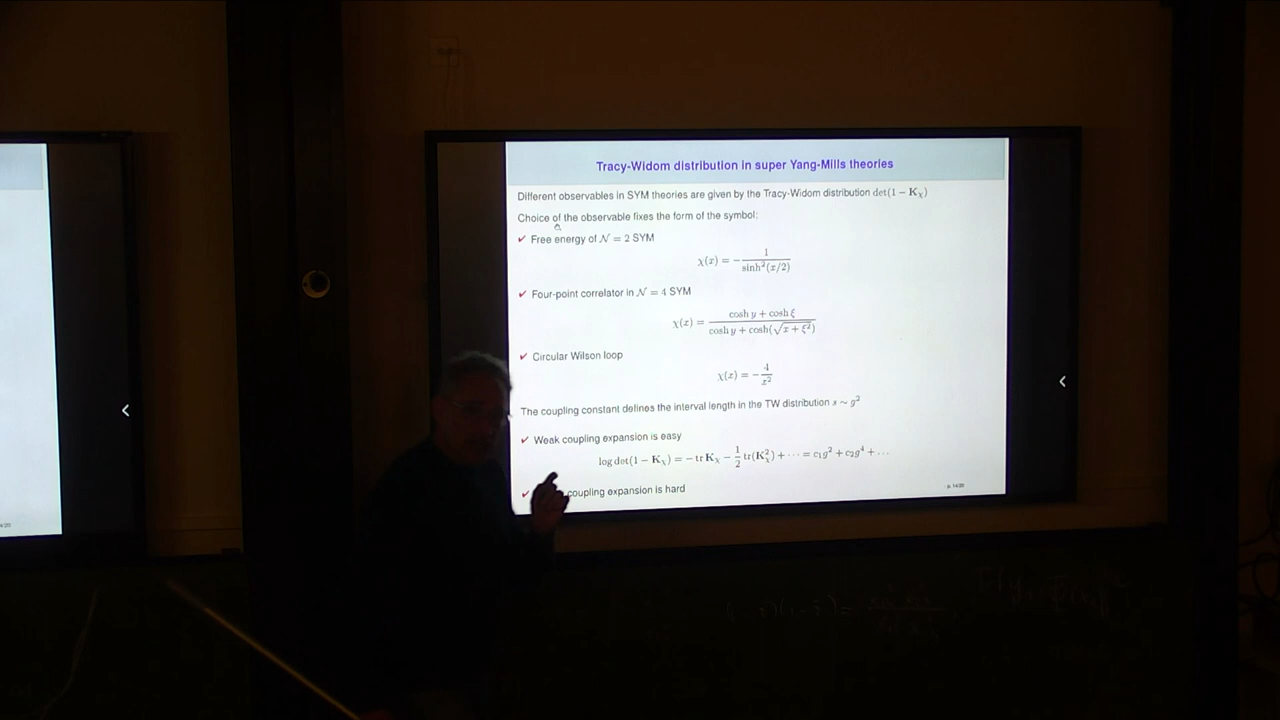 Tracy-Widom distribution in super Yang-Mills theories
Different observables in SYM theories are given by the Tracy-Widom distribution det(1 − K_χ)
Choice of the observable fixes the form of the symbol:
✔ Free energy of 𝒩 = 2 SYM
χ(x) = − 1 / sinh²(x/2)
✔ Four-point correlator in 𝒩 = 4 SYM
χ(x) = (cosh y + cosh ξ) / (cosh y + cosh(√(x + ξ²)))
✔ Circular Wilson loop
χ(x) = − 4 / x²
The coupling constant defines the interval length in the TW distribution s ∼ g²
✔ Weak coupling expansion is easy
log det(1 − K_χ) = − tr K_χ − 1/2 tr(K_χ²) + ⋯ = c₁g² + c₂g⁴ + …
✔ coupling expansion is hard
p. 14/20